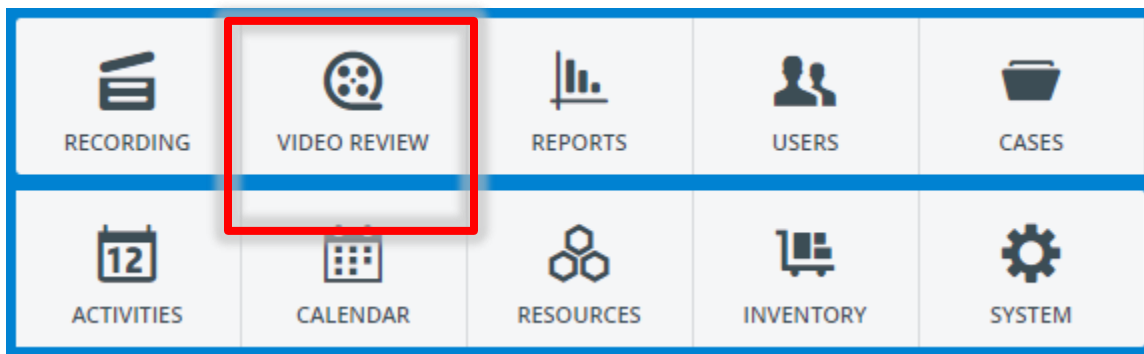 RECORDING
VIDEO REVIEW
REPORTS
USERS
CASES
12
ACTIVITIES
CALENDAR
RESOURCES
INVENTORY
SYSTEM